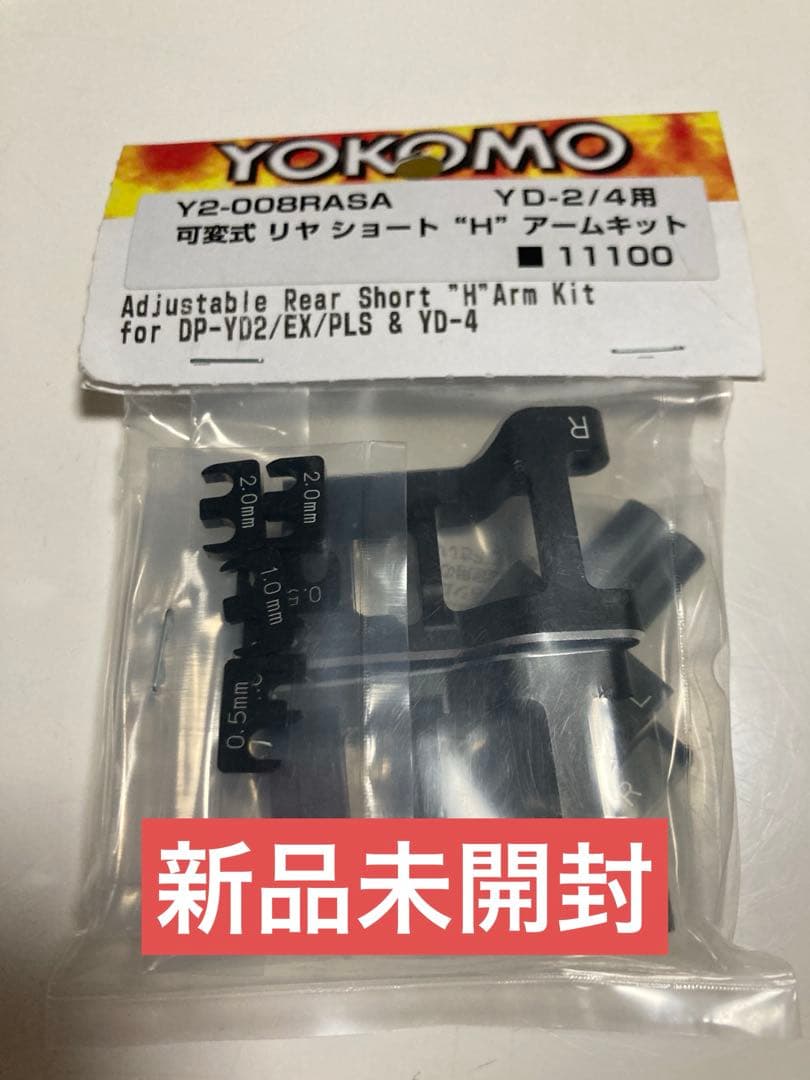 YOKOMO
Y2-008RASA YD-2/4用
可変式 リヤ ショート “H” アームキット
■ 11100
Adjustable Rear Short "H"Arm Kit
for DP-YD2/EX/PLS & YD-4
R
2.0mm
2.0mm
1.0mm
0.5mm
L
R
新品未開封